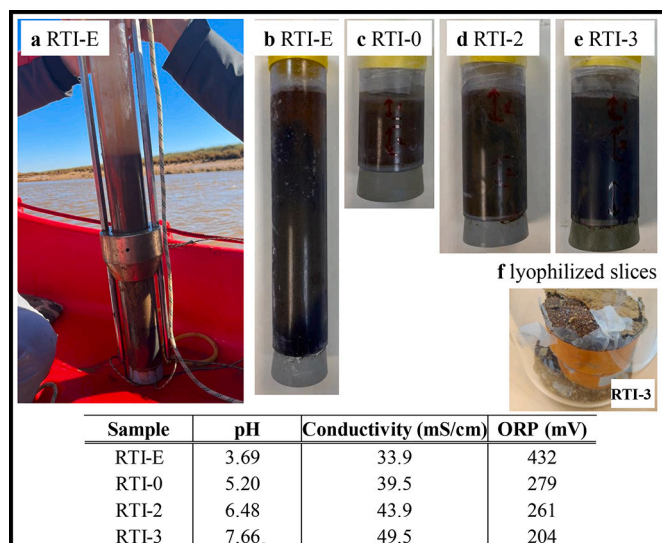 a RTI-E
b RTI-E
c RTI-0
d RTI-2
e RTI-3
f lyophilized slices
RTI-3
Sample pH Conductivity (mS/cm) ORP (mV)
RTI-E 3.69 33.9 432
RTI-0 5.20 39.5 279
RTI-2 6.48 43.9 261
RTI-3 7.66 49.5 204